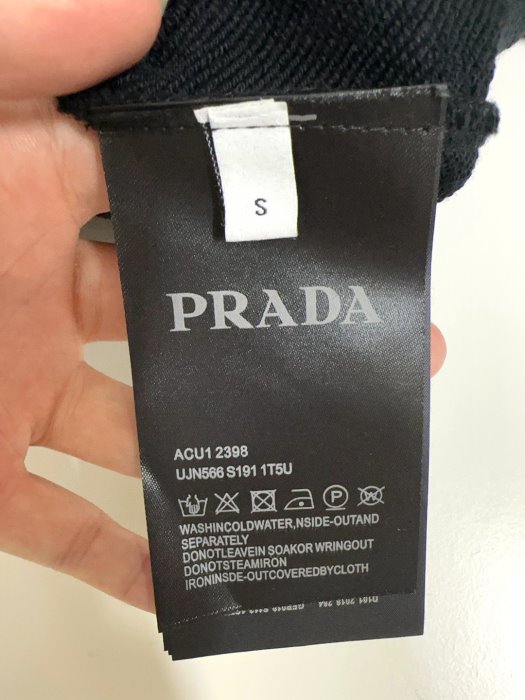 S
PRADA
ACU1 2398
UJN566 S191 1T5U
WASHINCOLDWATER,NSIDE-OUTAND
SEPARATELY
DONOTLEAVEIN SOAKOR WRINGOUT
DONOTSTEAMIRON
IRONINSDE-OUTCOVEREDBYCLOTH